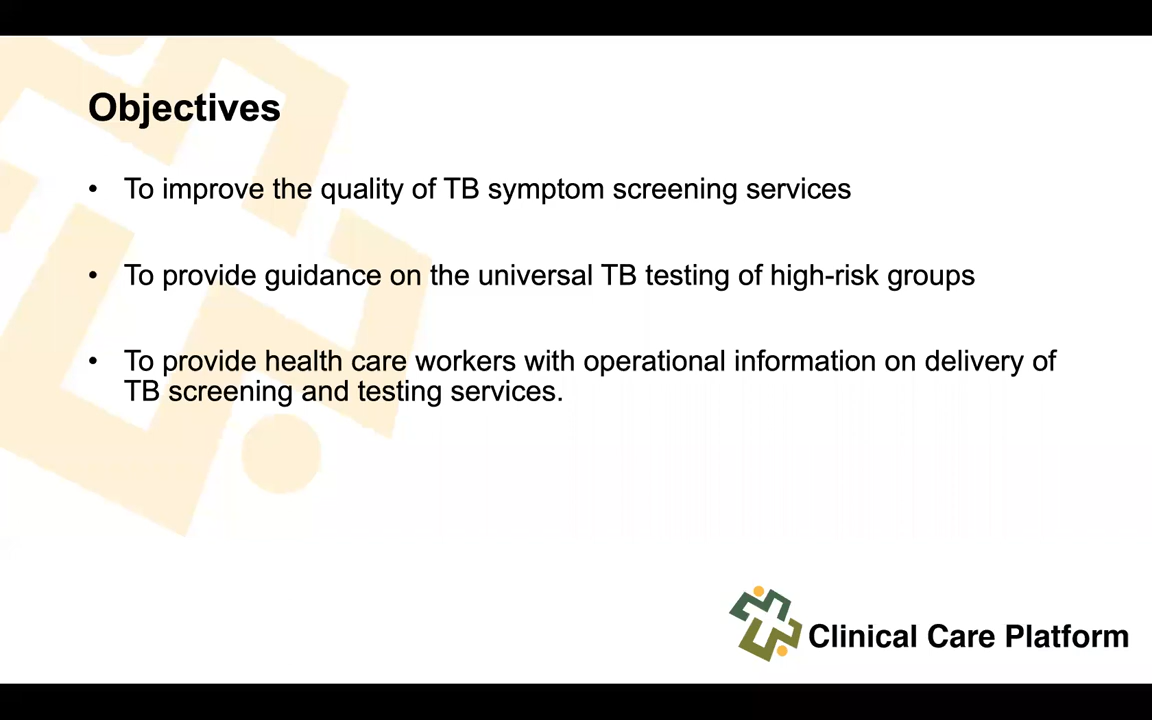 Objectives
• To improve the quality of TB symptom screening services
• To provide guidance on the universal TB testing of high-risk groups
• To provide health care workers with operational information on delivery of
TB screening and testing services.
Clinical Care Platform